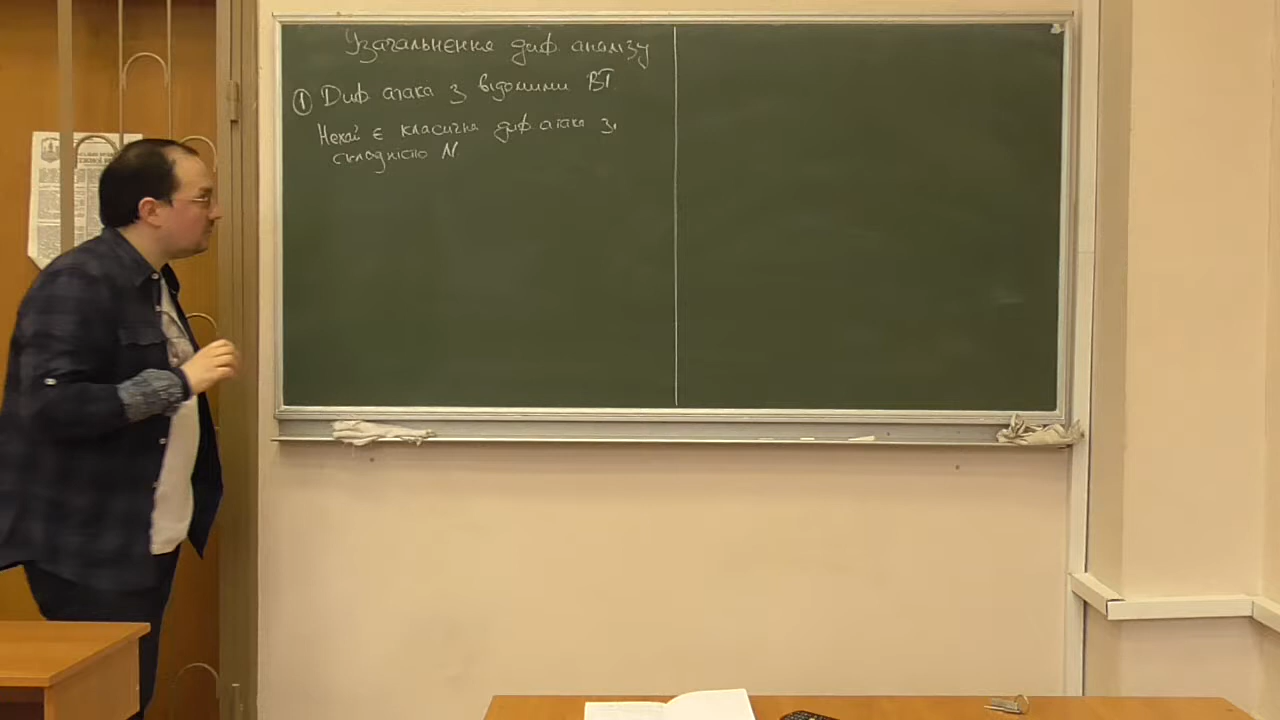 Узагальнення диф аналізу
① Диф атака з відомими ВТ
Нехай є класична диф атака зі
складністю N.